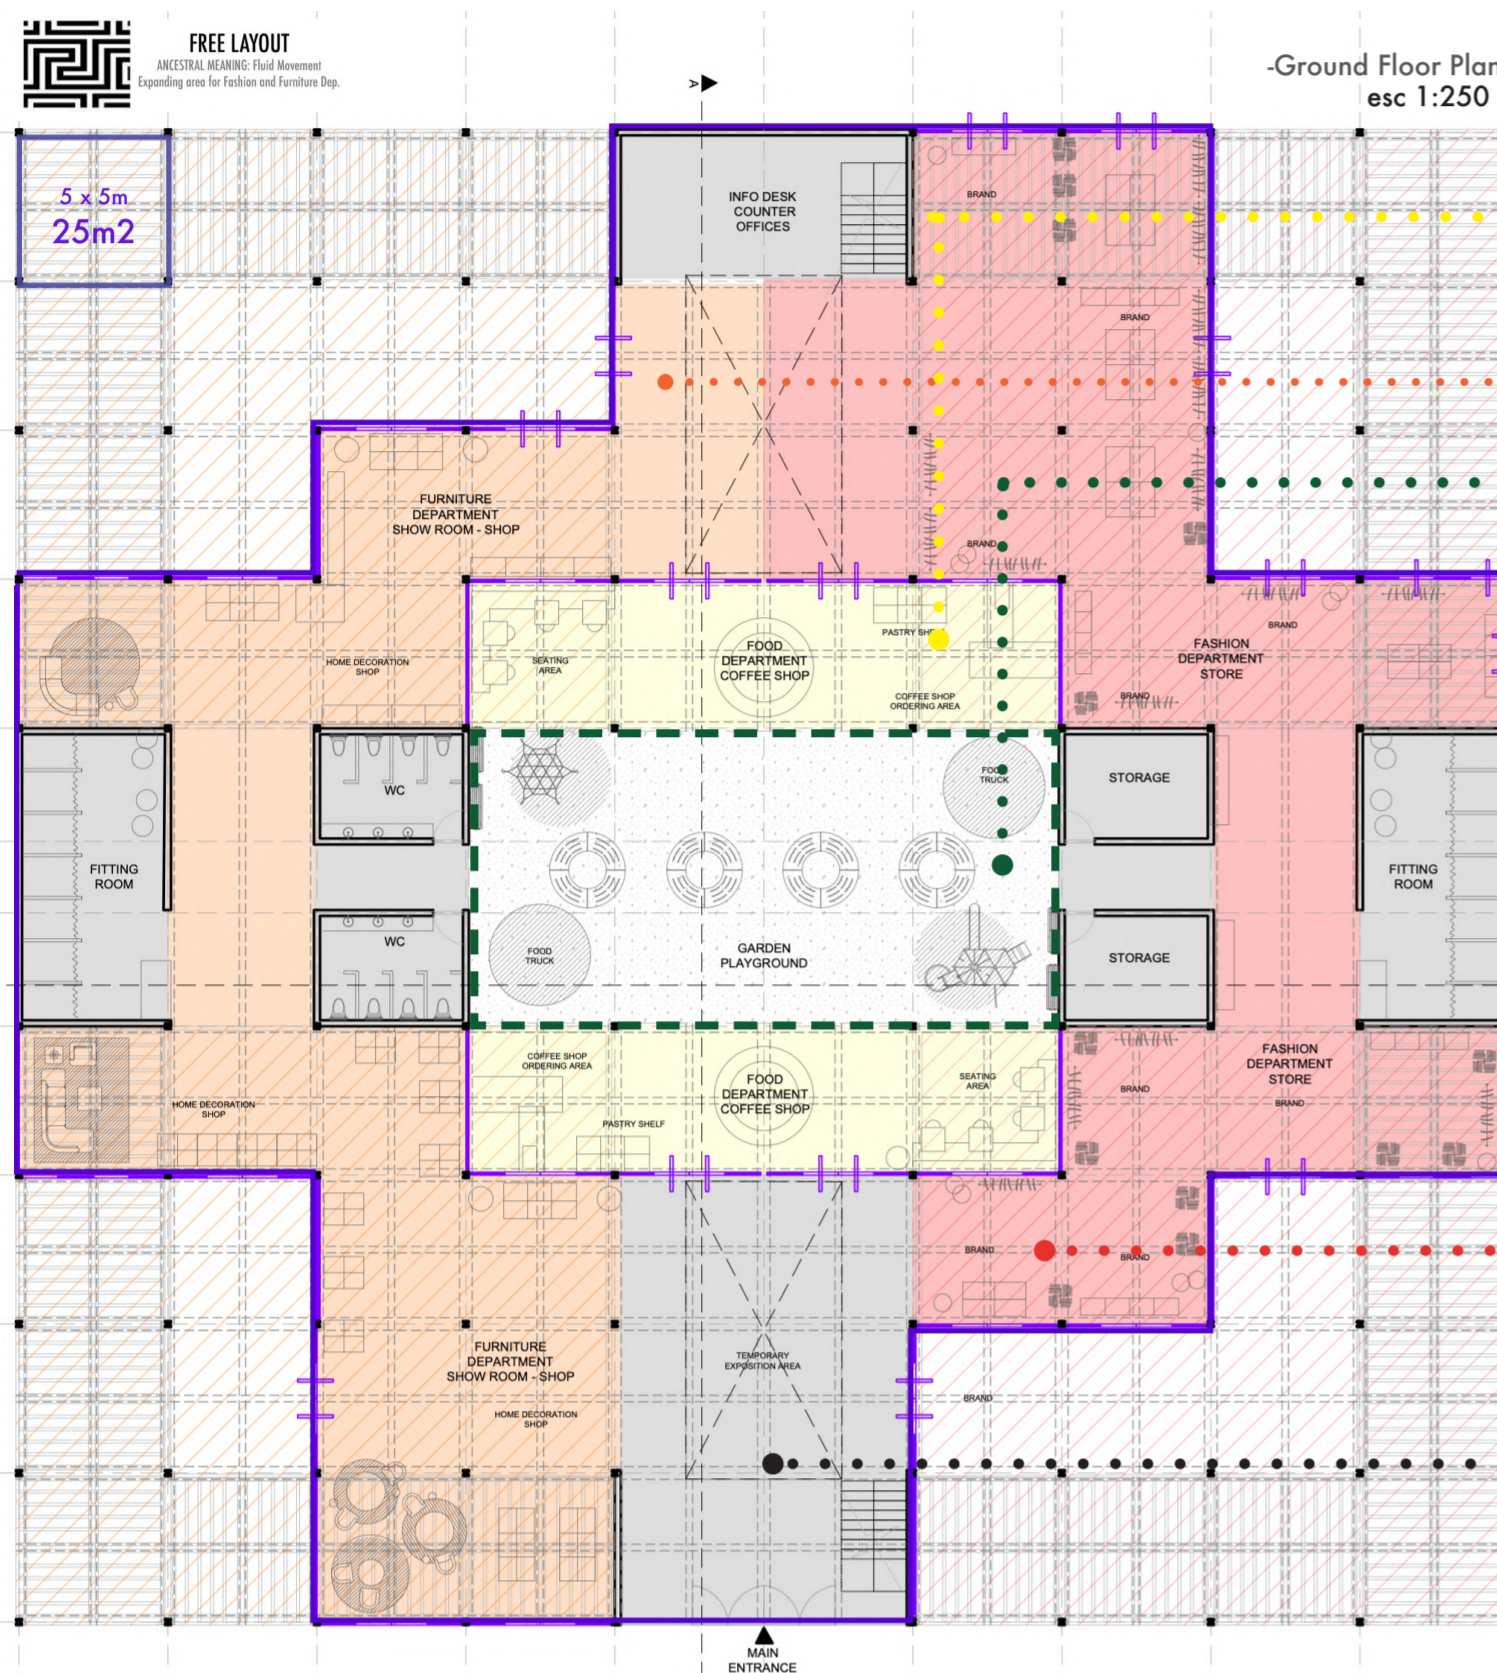 FREE LAYOUT
ANCESTRAL MEANING: Fluid Movement
Expanding area for Fashion and Furniture Dep.
A
-Ground Floor Plan
esc 1:250
5 x 5m
25m2
INFO DESK
COUNTER
OFFICES
BRAND
BRAND
FURNITURE
DEPARTMENT
SHOW ROOM - SHOP
BRAND
HOME DECORATION
SHOP
SEATING
AREA
FOOD
DEPARTMENT
COFFEE SHOP
PASTRY SHE
COFFEE SHOP
ORDERING AREA
BRAND
FASHION
DEPARTMENT
STORE
BRAND
WC
FOOD
TRUCK
STORAGE
FITTING
ROOM
FITTING
ROOM
WC
FOOD
TRUCK
GARDEN
PLAYGROUND
STORAGE
COFFEE SHOP
ORDERING AREA
FOOD
DEPARTMENT
COFFEE SHOP
SEATING
AREA
FASHION
DEPARTMENT
STORE
BRAND
BRAND
HOME DECORATION
SHOP
PASTRY SHELF
BRAND
BRAND
FURNITURE
DEPARTMENT
SHOW ROOM - SHOP
TEMPORARY
EXPOSITION AREA
BRAND
HOME DECORATION
SHOP
MAIN
ENTRANCE